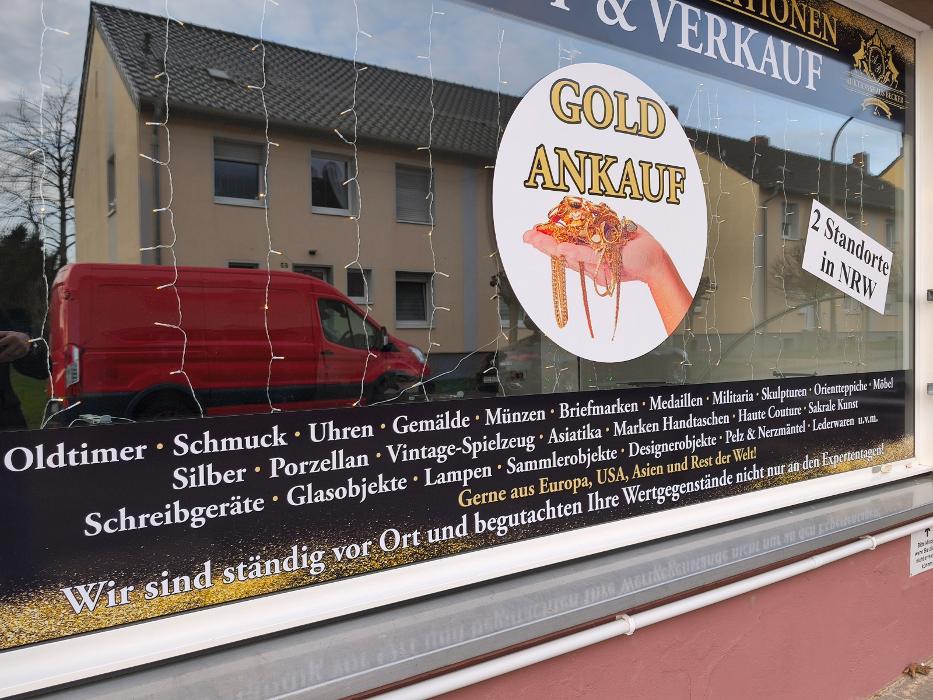 & VERKAUF
GOLD
ANKAUF
2 Standorte
in NRW
Oldtimer · Schmuck · Uhren · Gemälde · Münzen · Briefmarken · Medaillen · Militaria · Skulpturen · Orientteppiche · Möbel
Silber · Porzellan · Vintage-Spielzeug · Asiatika · Marken Handtaschen · Haute Couture · Sakrale Kunst
Schreibgeräte · Glasobjekte · Lampen · Sammlerobjekte · Designerobjekte · Pelz & Nerzmäntel · Lederwaren u.v.m.
Gerne aus Europa, USA, Asien und Rest der Welt!
Wir sind ständig vor Ort und begutachten Ihre Wertgegenstände nicht nur an den Expertentagen!